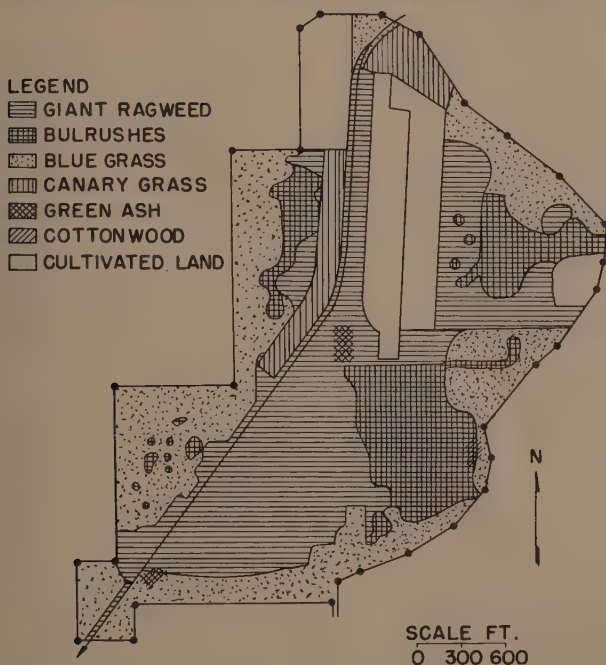 LEGEND
GIANT RAGWEED
BULRUSHES
BLUE GRASS
CANARY GRASS
GREEN ASH
COTTONWOOD
CULTIVATED LAND
N
SCALE FT.
0 300 600